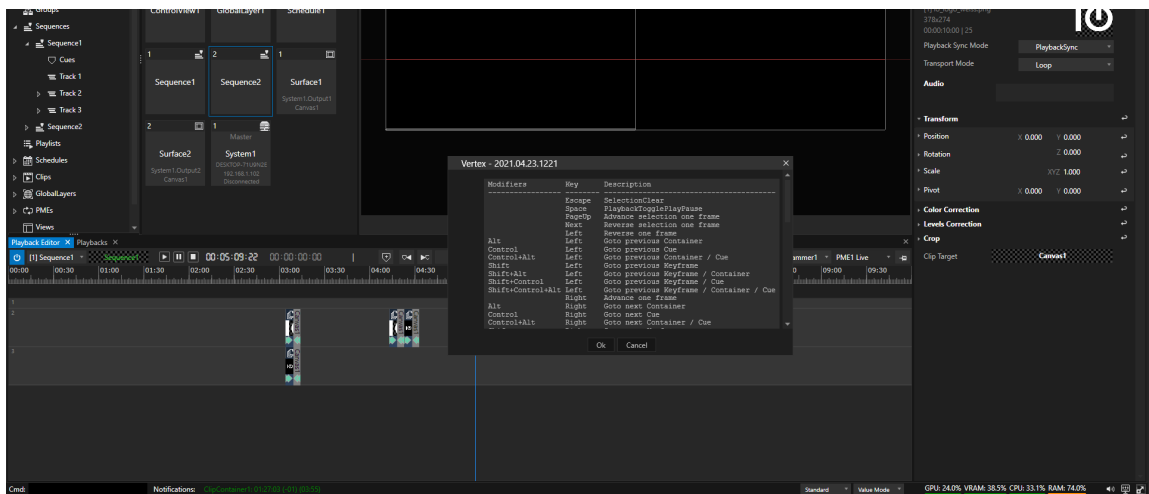 Groups
ControlView1
GlobalLayer1
Schedule1
378x274
00:00:10:00 | 25
Sequences
Sequence1
Cues
Track 1
Track 2
Track 3
Sequence2
Playlists
Schedules
Clips
GlobalLayers
PMEs
Views
1
Sequence1
2
Sequence2
1
Surface1
System1.Output1
Canvas1
2
Surface2
System1.Output2
Canvas1
1
Master
System1
DESKTOP-71U9H2E
192.168.1.102
Disconnected
Playback Sync Mode PlaybackSync
Transport Mode Loop
Audio
Transform
Position X 0.000 Y 0.000
Z 0.000
Rotation
Scale XYZ 1.000
Pivot X 0.000 Y 0.000
Color Correction
Levels Correction
Crop
Clip Target Canvas1
Vertex - 2021.04.23.1221
Modifiers Key Description
Escape SelectionClear
Space PlaybackTogglePlayPause
PageUp Advance selection one frame
Next Reverse selection one frame
Left Reverse one frame
Alt Left Goto previous Container
Control Left Goto previous Cue
Control+Alt Left Goto previous Container / Cue
Shift Left Goto previous Keyframe
Shift+Alt Left Goto previous Keyframe / Container
Shift+Control Left Goto previous Keyframe / Cue
Shift+Control+Alt Left Goto previous Keyframe / Container / Cue
Right Advance one frame
Alt Right Goto next Container
Control Right Goto next Cue
Control+Alt Right Goto next Container / Cue
Ok Cancel
Playback Editor Playbacks
[1] Sequence1 Sequence1 00:05:09:22 00:00:00:00
PME1 Live
00:00 00:30 01:00 01:30 02:00 02:30 03:00 03:30 04:00 04:30 09:00 09:30
1
2
3
Cmd: Notifications: ClipContainer1: 01:27:03 (-01) (03:55) Standard Value Mode GPU: 24.0% VRAM: 38.5% CPU: 33.1% RAM: 74.0%